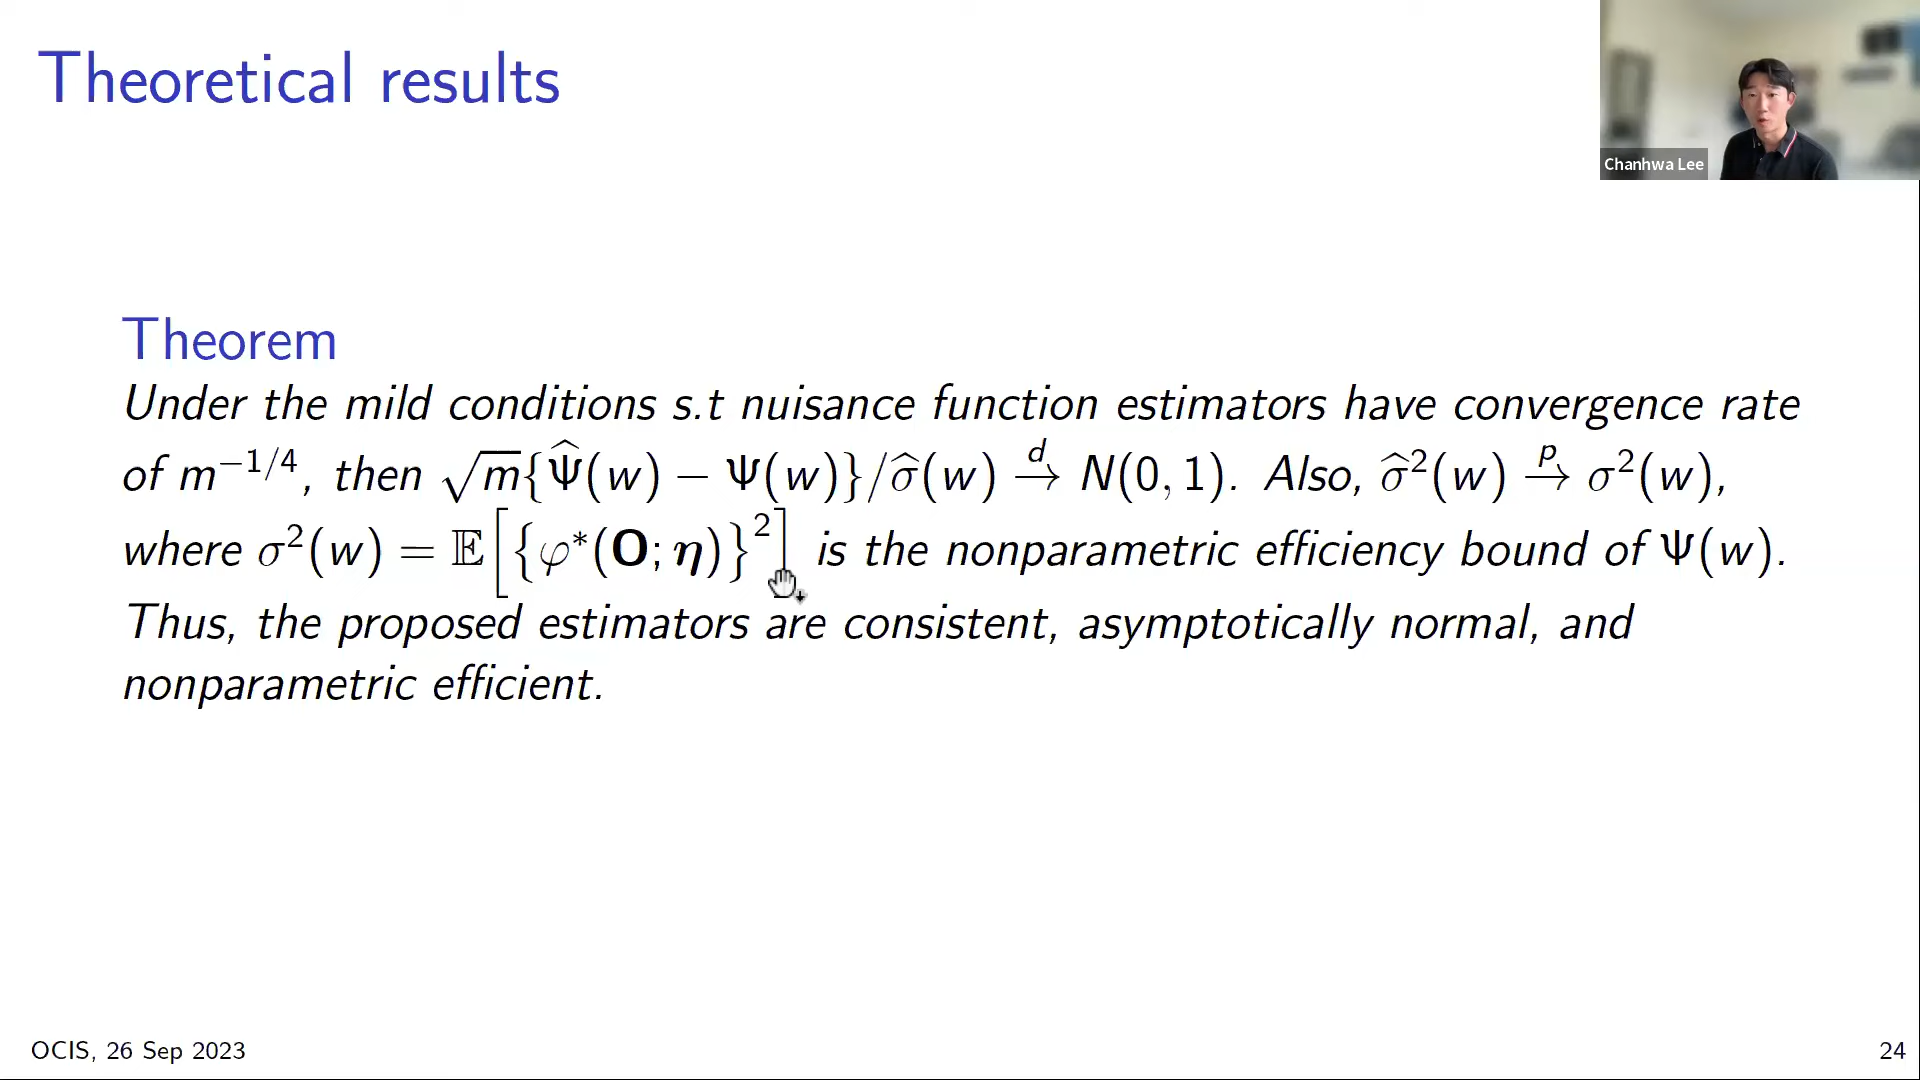 Theoretical results
Chanhwa Lee
Theorem
Under the mild conditions s.t nuisance function estimators have convergence rate
of m^{−1/4}, then √m{Ψ̂(w) − Ψ(w)}/σ̂(w) →^d N(0, 1). Also, σ̂²(w) →^p σ²(w),
where σ²(w) = 𝔼[{φ*(O; η)}²] is the nonparametric efficiency bound of Ψ(w).
Thus, the proposed estimators are consistent, asymptotically normal, and
nonparametric efficient.
OCIS, 26 Sep 2023
24